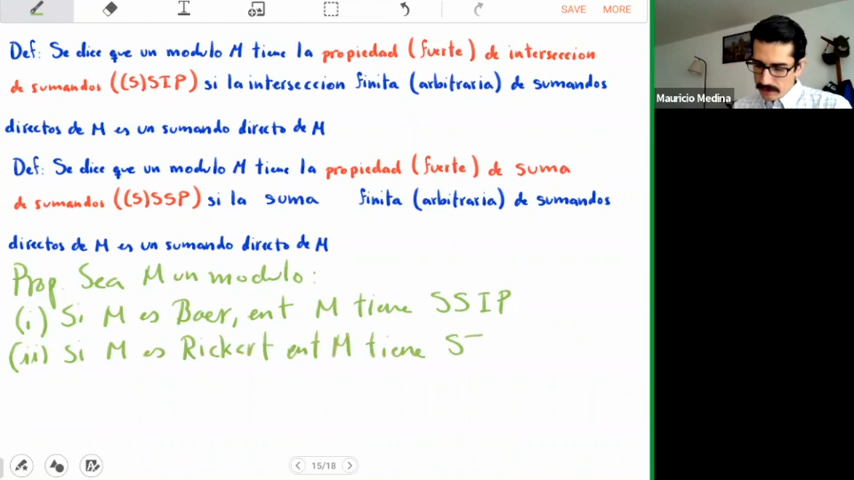 SAVE MORE
Def: Se dice que un modulo M tiene la propiedad (fuerte) de interseccion
de sumandos ((S)SIP) si la interseccion finita (arbitraria) de sumandos
directos de M es un sumando directo de M
Def: Se dice que un modulo M tiene la propiedad (fuerte) de suma
de sumandos ((S)SSP) si la suma finita (arbitraria) de sumandos
directos de M es un sumando directo de M
Prop. Sea M un modulo:
(i) Si M es Baer, ent M tiene SSIP
(ii) Si M es Rickart ent M tiene S
15/18
Mauricio Medina